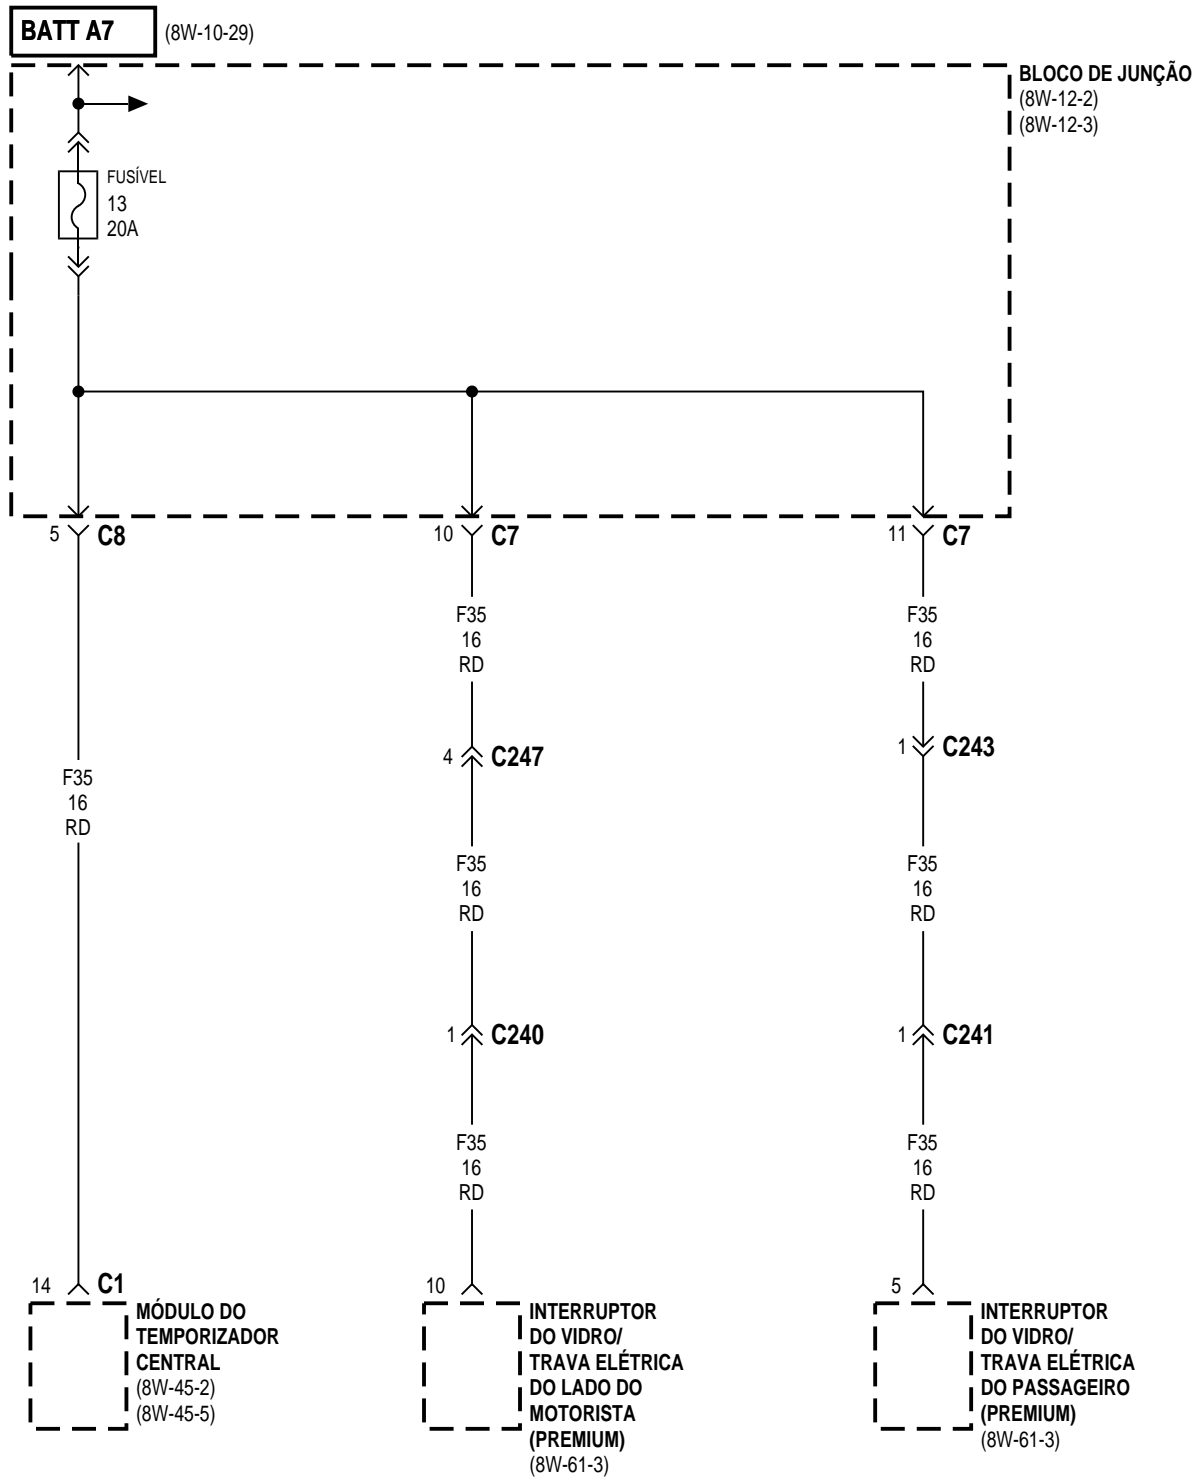 BATT A7 (8W-10-29)
BLOCO DE JUNÇÃO
(8W-12-2)
(8W-12-3)
FUSÍVEL
13
20A
5 C8
10 C7
11 C7
F35
16
RD
F35
16
RD
4 C247
1 C243
F35
16
RD
F35
16
RD
F35
16
RD
1 C240
1 C241
F35
16
RD
F35
16
RD
14 C1
MÓDULO DO
TEMPORIZADOR
CENTRAL
(8W-45-2)
(8W-45-5)
10
INTERRUPTOR
DO VIDRO/
TRAVA ELÉTRICA
DO LADO DO
MOTORISTA
(PREMIUM)
(8W-61-3)
5
INTERRUPTOR
DO VIDRO/
TRAVA ELÉTRICA
DO PASSAGEIRO
(PREMIUM)
(8W-61-3)